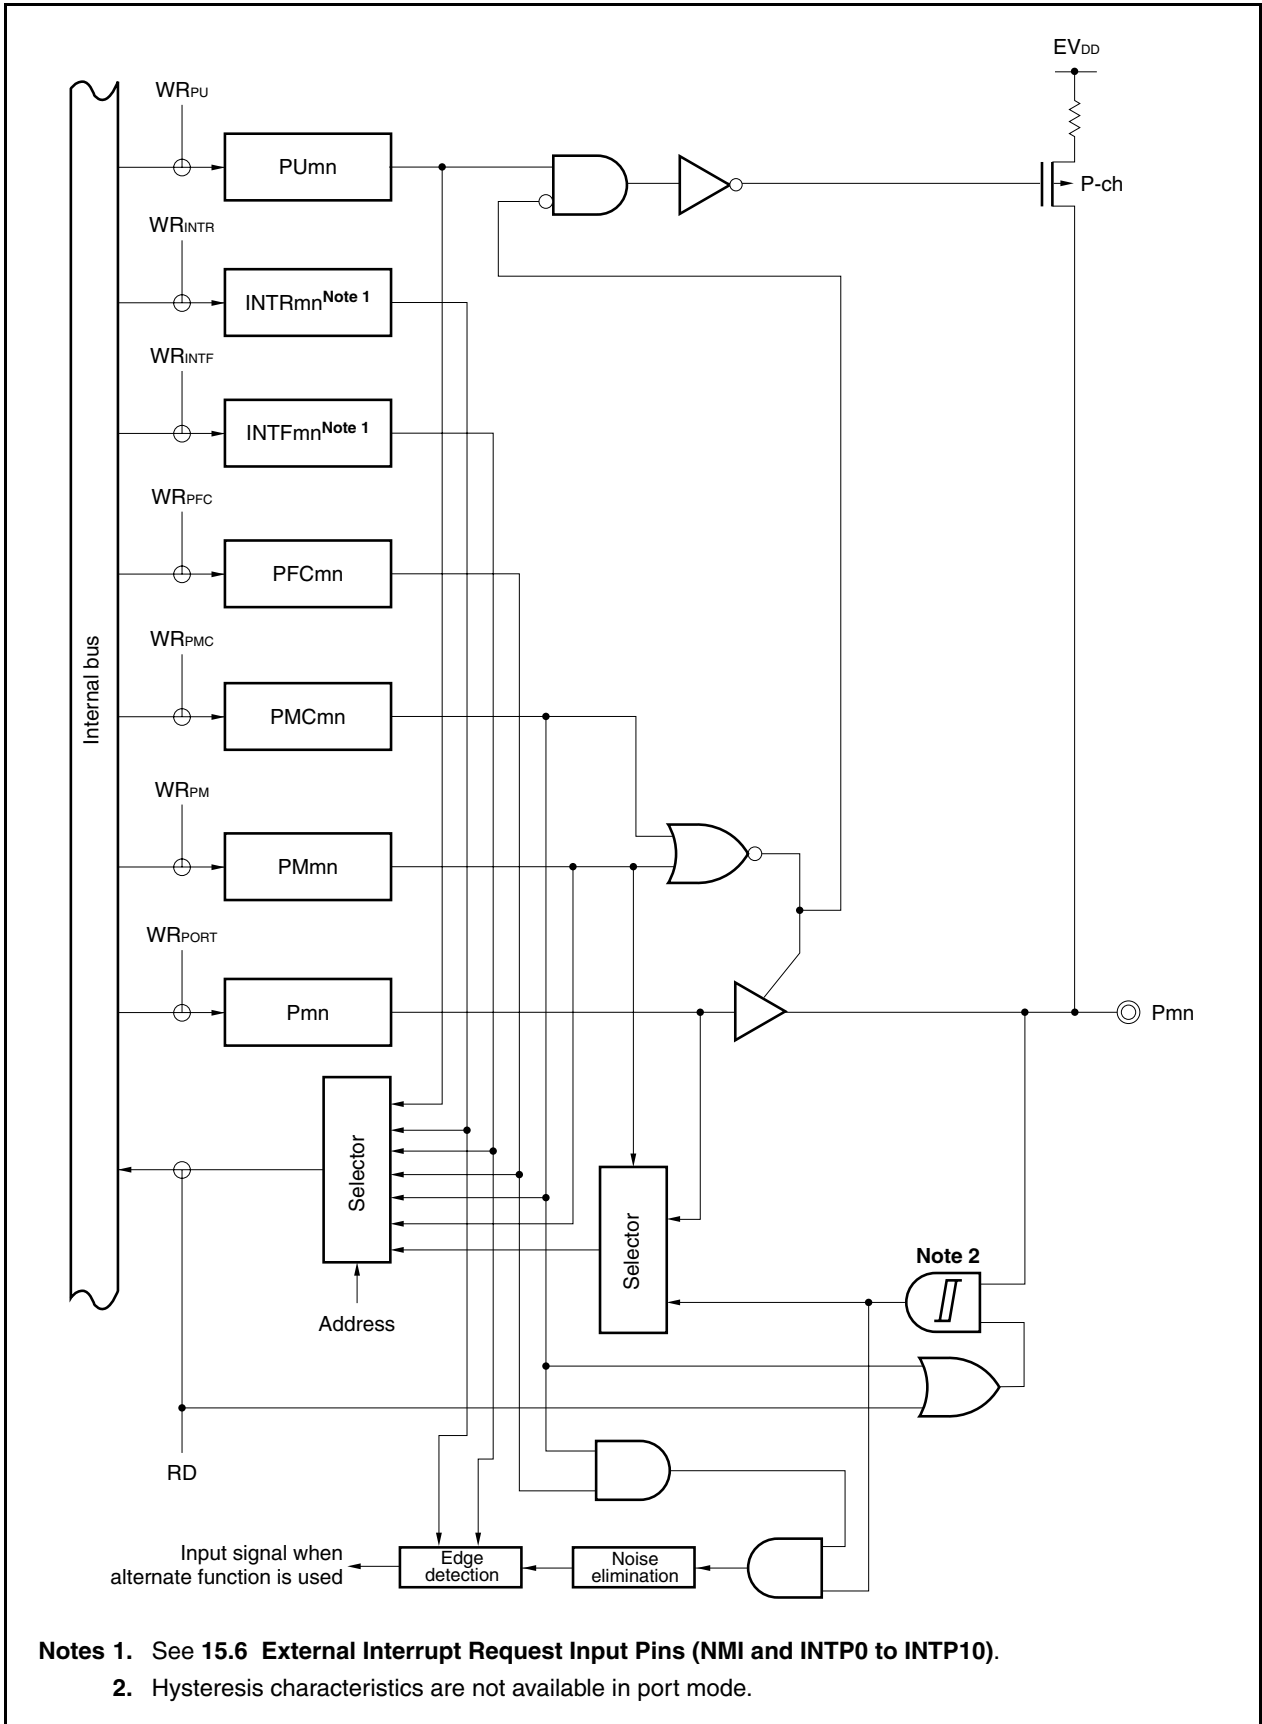 EVDD
WRPU
PUmn
P-ch
WRINTR
INTRmnNote 1
WRINTF
INTFmnNote 1
WRPFC
PFCmn
WRPMC
Internal bus
PMCmn
WRPM
PMmn
WRPORT
Pmn
Pmn
Selector
Selector
Note 2
Address
RD
Input signal when
alternate function is used
Edge
detection
Noise
elimination
Notes 1. See 15.6 External Interrupt Request Input Pins (NMI and INTP0 to INTP10).
2. Hysteresis characteristics are not available in port mode.